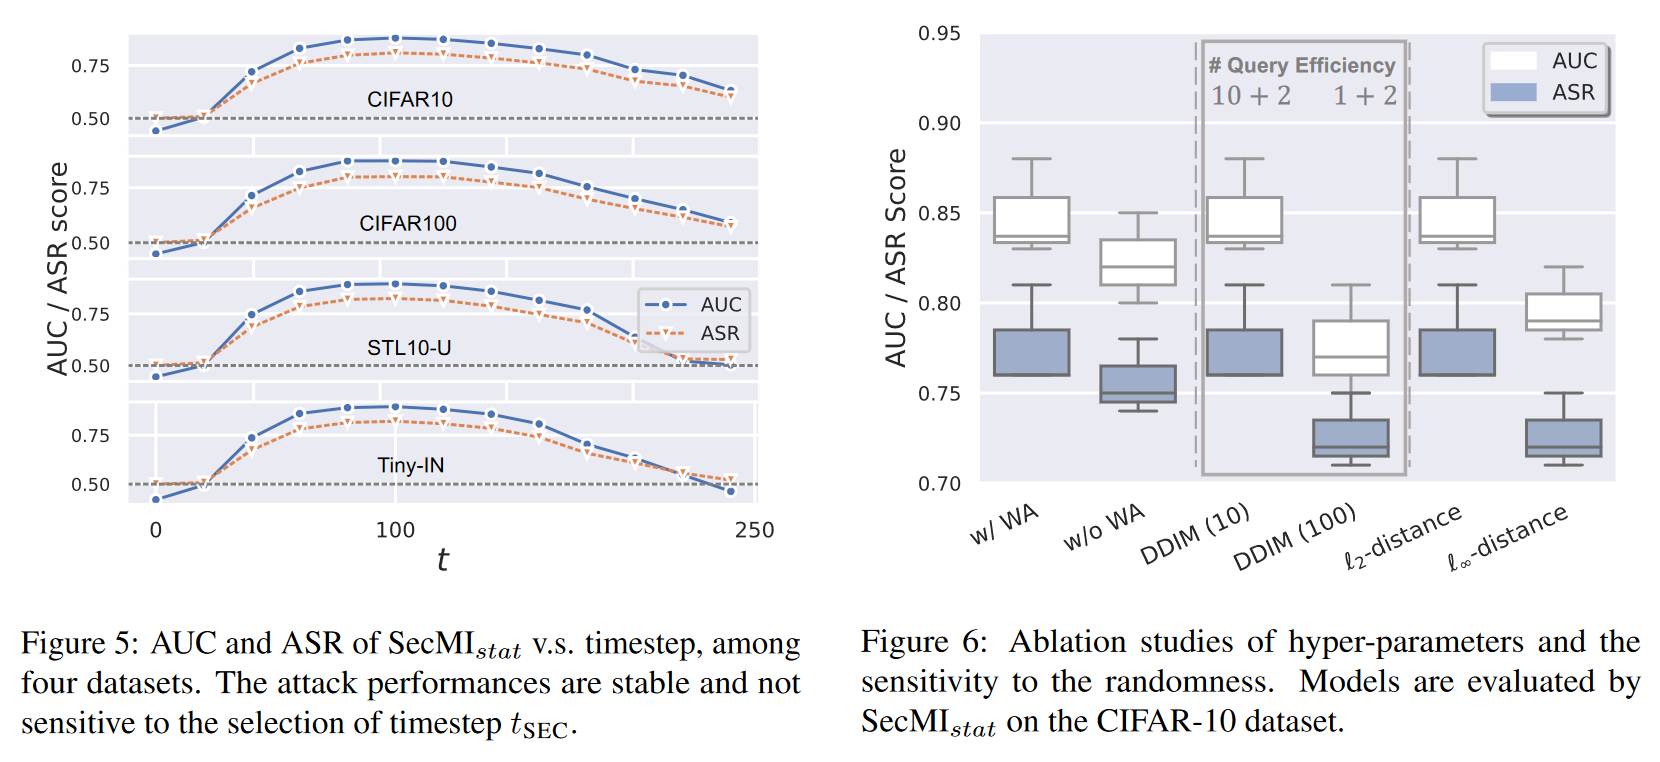 AUC / ASR score
0.75
0.50
CIFAR10
0.75
0.50
CIFAR100
0.75
0.50
STL10-U
AUC
ASR
0.75
0.50
Tiny-IN
0
100
250
t
Figure 5: AUC and ASR of SecMI_stat v.s. timestep, among
four datasets. The attack performances are stable and not
sensitive to the selection of timestep t_SEC.
AUC / ASR Score
0.95
0.90
0.85
0.80
0.75
0.70
# Query Efficiency
10 + 2
1 + 2
AUC
ASR
w/ WA
w/o WA
DDIM (10)
DDIM (100)
ℓ₂-distance
ℓ∞-distance
Figure 6: Ablation studies of hyper-parameters and the
sensitivity to the randomness. Models are evaluated by
SecMI_stat on the CIFAR-10 dataset.